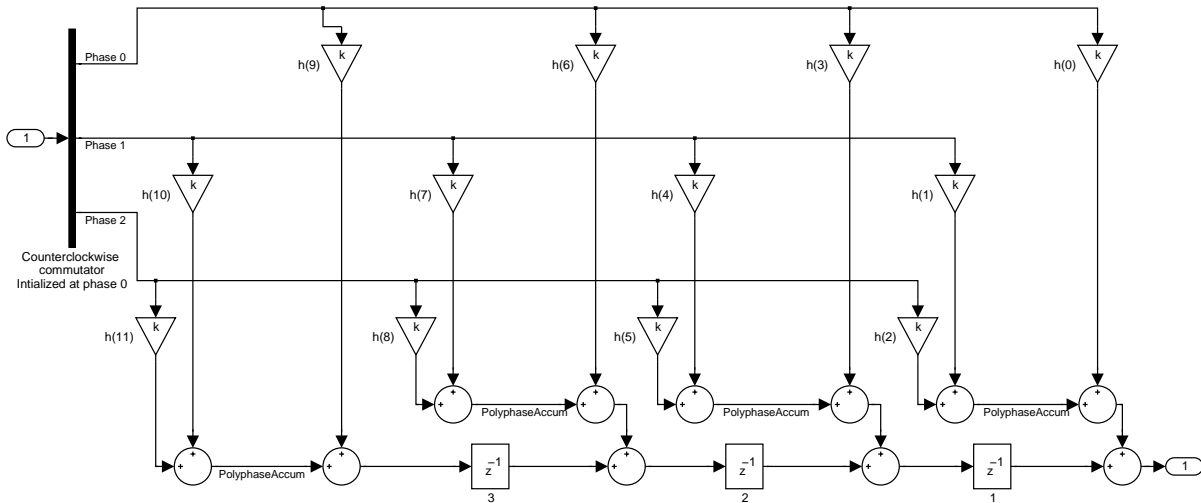 Phase 0
k
k
k
k
h(9)
h(6)
h(3)
h(0)
1
Phase 1
k
k
k
k
h(10)
h(7)
h(4)
h(1)
Phase 2
Counterclockwise
commutator
Intialized at phase 0
k
k
k
k
h(11)
h(8)
h(5)
h(2)
+
+
+
+
+
+
+
+
+
+
+
+
PolyphaseAccum
PolyphaseAccum
PolyphaseAccum
+
+
+
+
+
+
+
+
+
+
PolyphaseAccum
z⁻¹
z⁻¹
z⁻¹
1
3
2
1